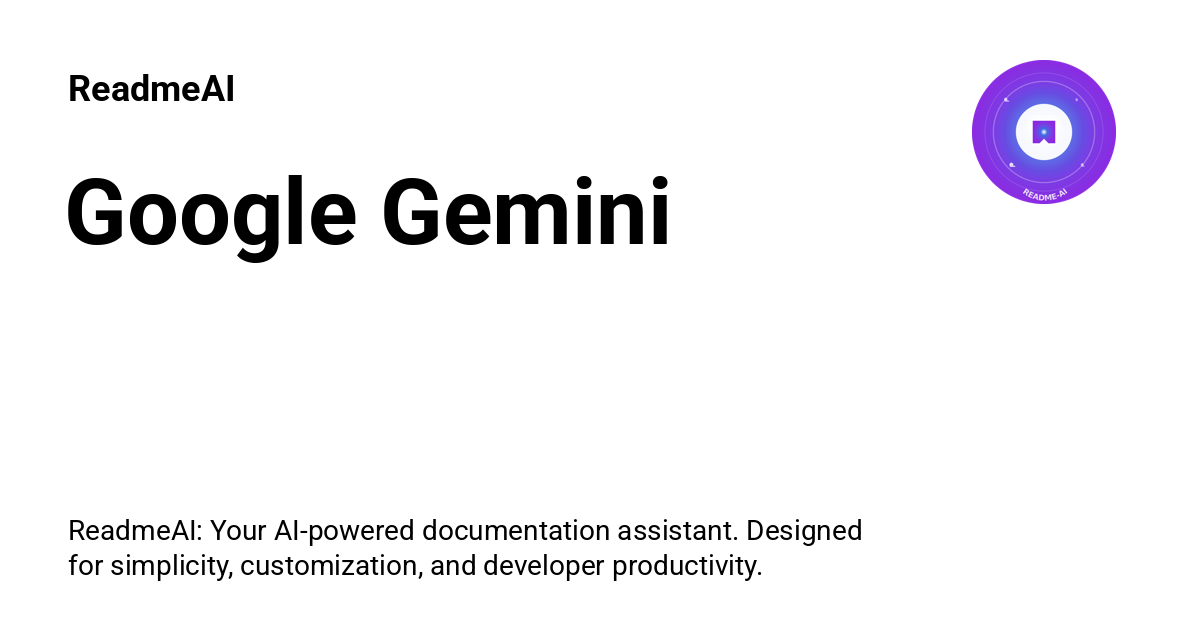 ReadmeAI
README-AI
Google Gemini
ReadmeAI: Your AI-powered documentation assistant. Designed
for simplicity, customization, and developer productivity.